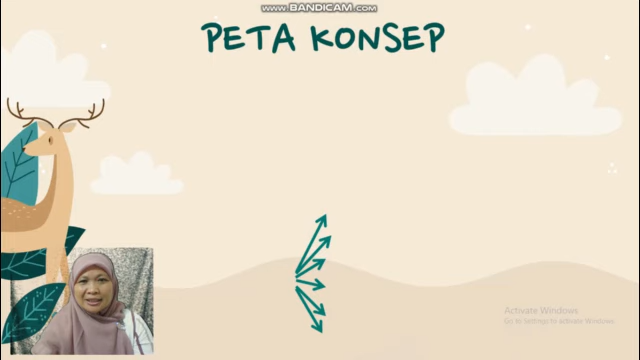 WWW.BANDICAM.COM
PETA KONSEP
Activate Windows
Go to Settings to activate Windows.